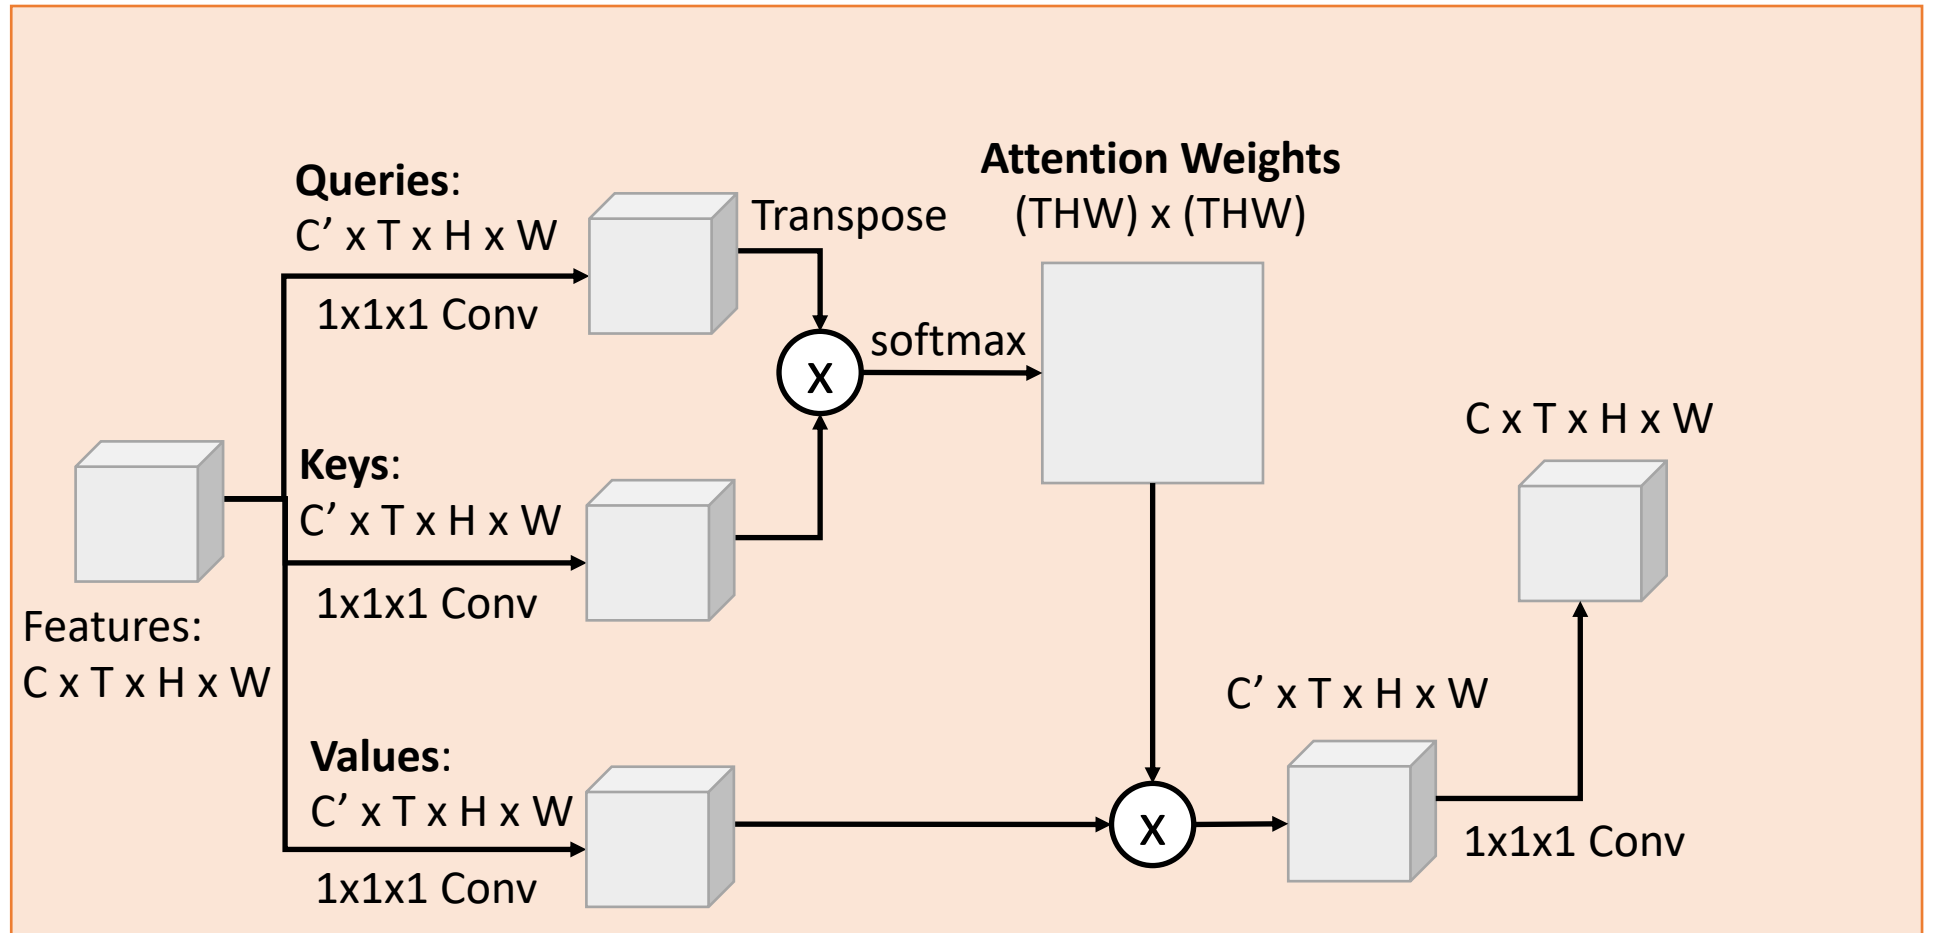 Queries:
C’ x T x H x W
1x1x1 Conv
Transpose
Attention Weights
(THW) x (THW)
x
softmax
Keys:
C’ x T x H x W
1x1x1 Conv
Features:
C x T x H x W
Values:
C’ x T x H x W
1x1x1 Conv
x
C’ x T x H x W
1x1x1 Conv
C x T x H x W